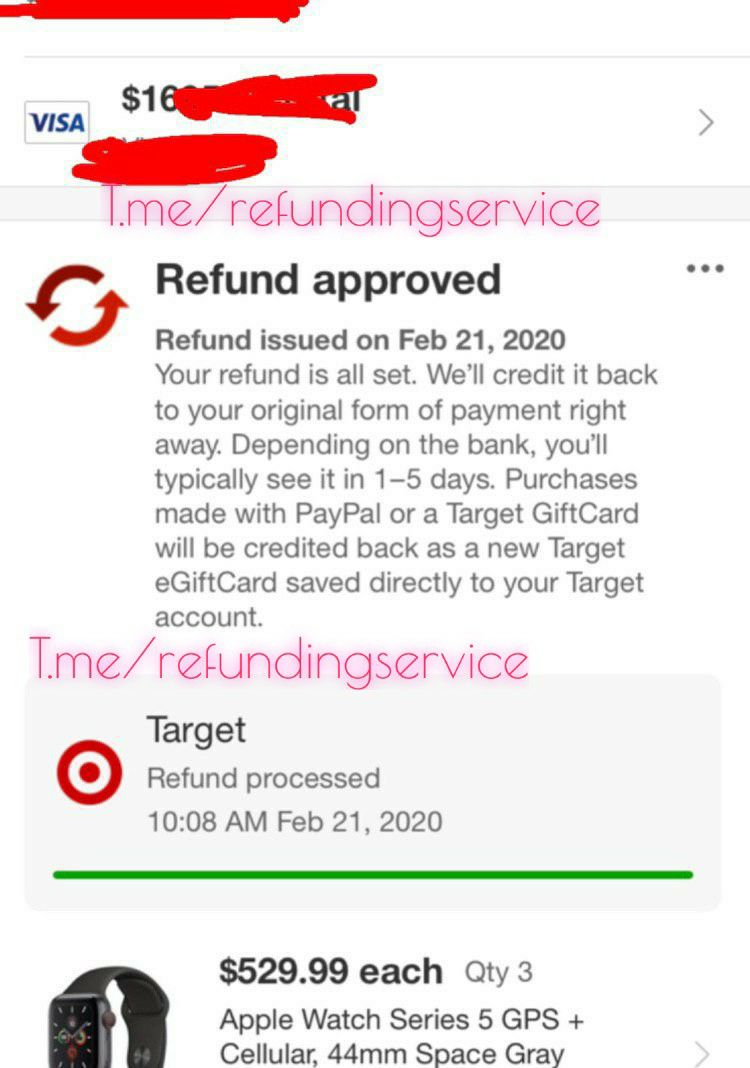 VISA
$16
al
T.me/refundingservice
Refund approved
Refund issued on Feb 21, 2020
Your refund is all set. We'll credit it back
to your original form of payment right
away. Depending on the bank, you'll
typically see it in 1–5 days. Purchases
made with PayPal or a Target GiftCard
will be credited back as a new Target
eGiftCard saved directly to your Target
account.
T.me/refundingservice
Target
Refund processed
10:08 AM Feb 21, 2020
$529.99 each Qty 3
Apple Watch Series 5 GPS +
Cellular, 44mm Space Gray